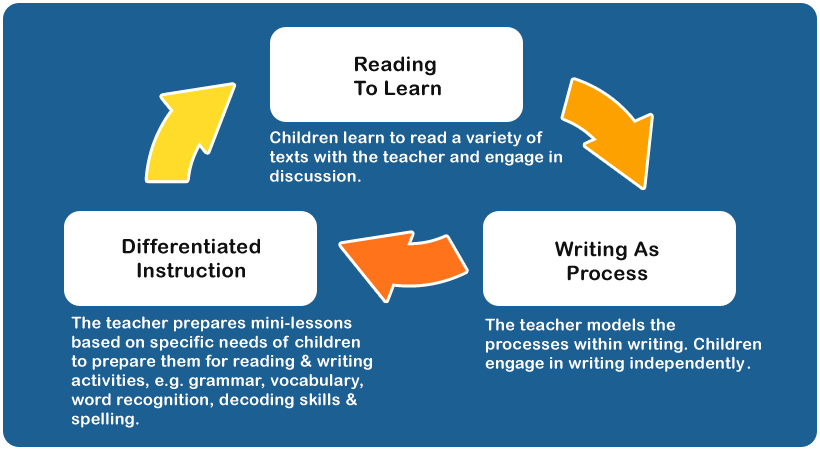 Reading
To Learn
Children learn to read a variety of
texts with the teacher and engage in
discussion.
Differentiated
Instruction
The teacher prepares mini-lessons
based on specific needs of children
to prepare them for reading & writing
activities, e.g. grammar, vocabulary,
word recognition, decoding skills &
spelling.
Writing As
Process
The teacher models the
processes within writing. Children
engage in writing independently.